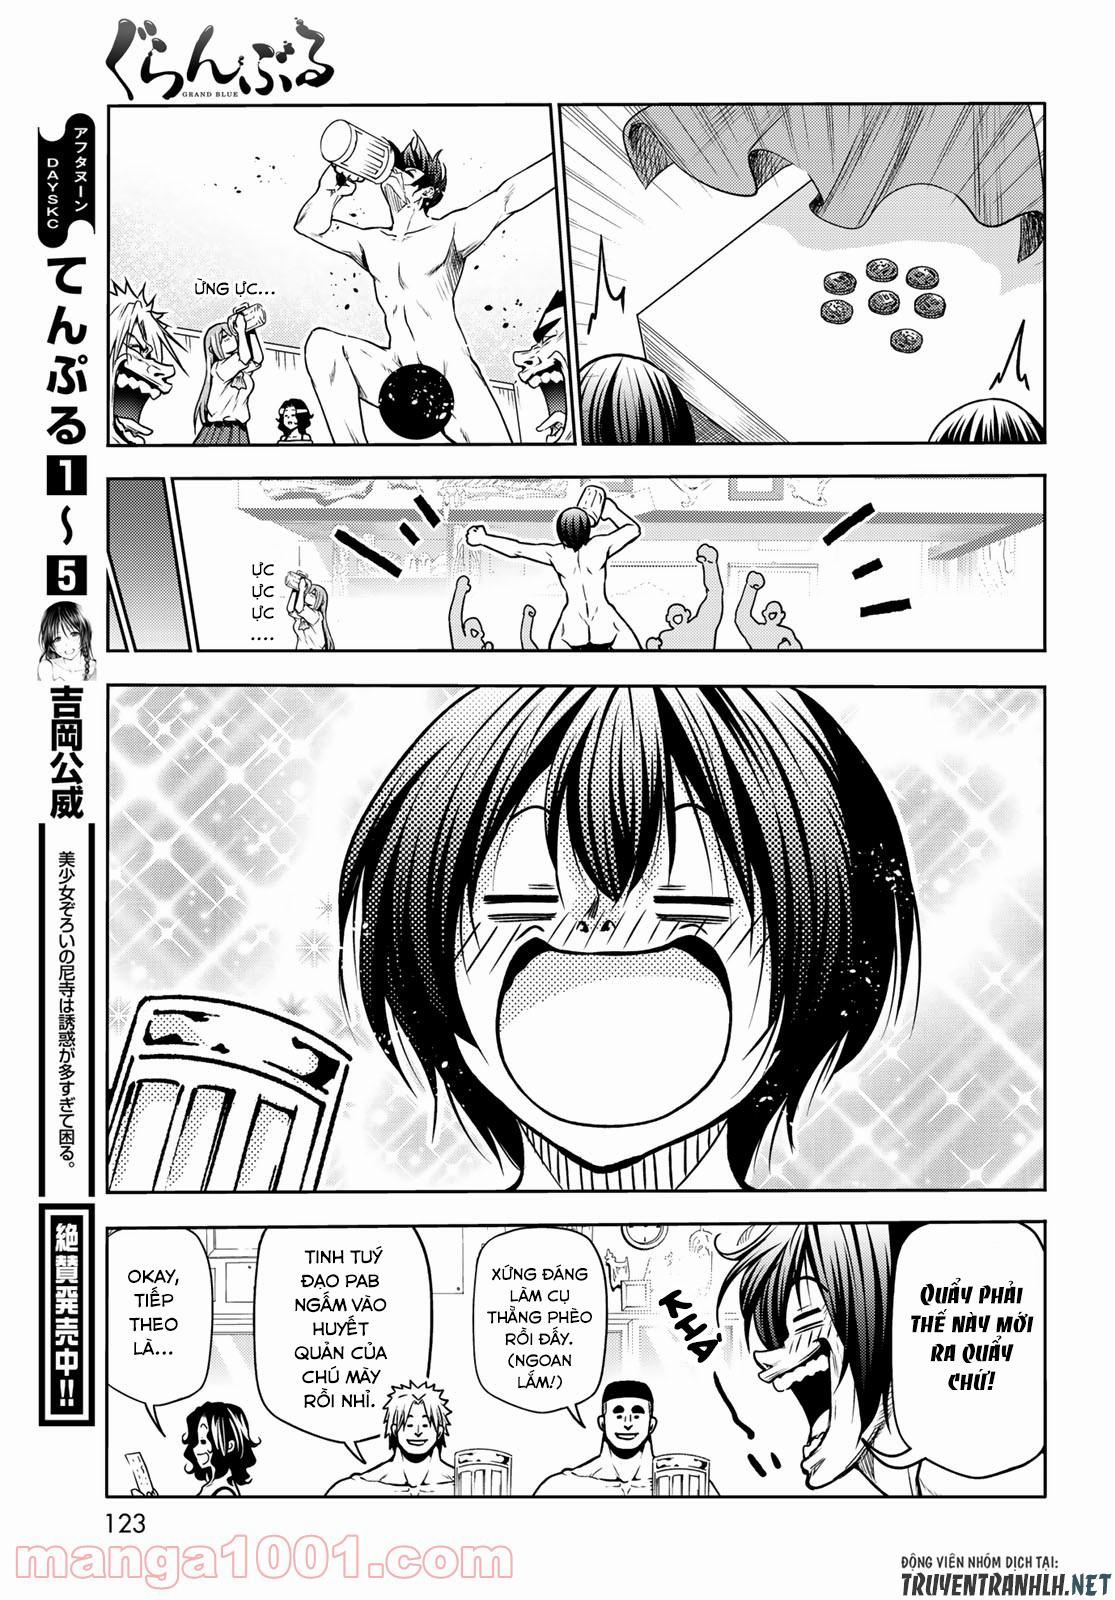 ぐらんぶる
GRAND BLUE
アフタヌーン
DAYSKC
てんぷる
1～5
吉岡公威
美少女ぞろいの尼寺は誘惑が多すぎて困る。
絶賛発売中!!
ỪNG ỰC...
ỰC
ỰC
ỰC
....
QUẨY PHẢI
THẾ NÀY MỚI
RA QUẨY
CHỨ!
KHÀ
XỨNG ĐÁNG
LÀM CỤ
THẰNG PHÈO
RỒI ĐẤY.
(NGOAN
LẮM!)
TINH TUÝ
ĐẠO PAB
NGẤM VÀO
HUYẾT
QUẢN CỦA
CHÚ MÀY
RỒI NHỈ.
OKAY,
TIẾP
THEO
LÀ...
123
manga1001.com
ĐỘNG VIÊN NHÓM DỊCH TẠI:
TRUYENTRANHLH.NET